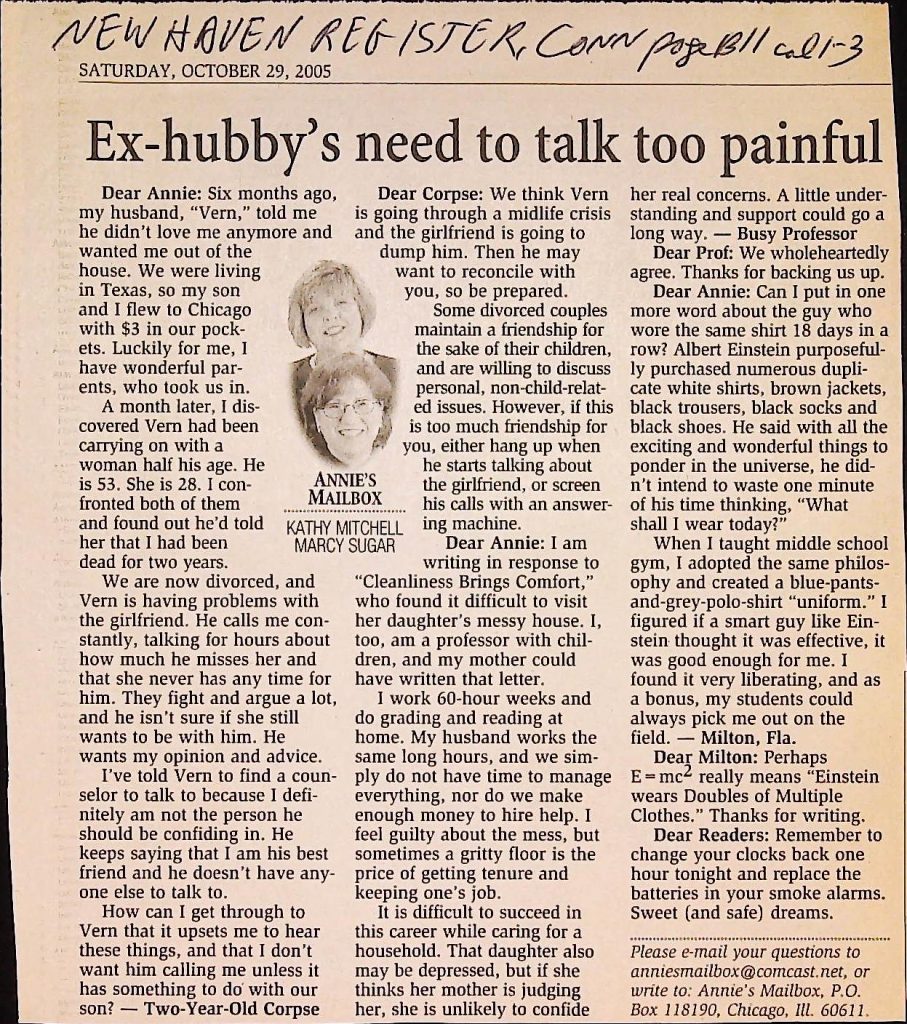 NEW HAVEN REGISTER, CONN page B11 col 1-3
SATURDAY, OCTOBER 29, 2005
Ex-hubby's need to talk too painful
Dear Annie: Six months ago,
my husband, “Vern,” told me
he didn't love me anymore and
wanted me out of the
house. We were living
in Texas, so my son
and I flew to Chicago
with $3 in our pock-
ets. Luckily for me, I
have wonderful par-
ents, who took us in.
A month later, I dis-
covered Vern had been
carrying on with a
woman half his age. He
is 53. She is 28. I con-
fronted both of them
and found out he'd told
her that I had been
dead for two years.
We are now divorced, and
Vern is having problems with
the girlfriend. He calls me con-
stantly, talking for hours about
how much he misses her and
that she never has any time for
him. They fight and argue a lot,
and he isn't sure if she still
wants to be with him. He
wants my opinion and advice.
I've told Vern to find a coun-
selor to talk to because I defi-
nitely am not the person he
should be confiding in. He
keeps saying that I am his best
friend and he doesn't have any-
one else to talk to.
How can I get through to
Vern that it upsets me to hear
these things, and that I don't
want him calling me unless it
has something to do with our
son? — Two-Year-Old Corpse
ANNIE'S
MAILBOX
KATHY MITCHELL
MARCY SUGAR
Dear Corpse: We think Vern
is going through a midlife crisis
and the girlfriend is going to
dump him. Then he may
want to reconcile with
you, so be prepared.
Some divorced couples
maintain a friendship for
the sake of their children,
and are willing to discuss
personal, non-child-relat-
ed issues. However, if this
is too much friendship for
you, either hang up when
he starts talking about
the girlfriend, or screen
his calls with an answer-
ing machine.
Dear Annie: I am
writing in response to
“Cleanliness Brings Comfort,”
who found it difficult to visit
her daughter's messy house. I,
too, am a professor with chil-
dren, and my mother could
have written that letter.
I work 60-hour weeks and
do grading and reading at
home. My husband works the
same long hours, and we sim-
ply do not have time to manage
everything, nor do we make
enough money to hire help. I
feel guilty about the mess, but
sometimes a gritty floor is the
price of getting tenure and
keeping one's job.
It is difficult to succeed in
this career while caring for a
household. That daughter also
may be depressed, but if she
thinks her mother is judging
her, she is unlikely to confide
her real concerns. A little under-
standing and support could go a
long way. — Busy Professor
Dear Prof: We wholeheartedly
agree. Thanks for backing us up.
Dear Annie: Can I put in one
more word about the guy who
wore the same shirt 18 days in a
row? Albert Einstein purposeful-
ly purchased numerous dupli-
cate white shirts, brown jackets,
black trousers, black socks and
black shoes. He said with all the
exciting and wonderful things to
ponder in the universe, he did-
n't intend to waste one minute
of his time thinking, “What
shall I wear today?”
When I taught middle school
gym, I adopted the same philos-
ophy and created a blue-pants-
and-grey-polo-shirt “uniform.” I
figured if a smart guy like Ein-
stein thought it was effective, it
was good enough for me. I
found it very liberating, and as
a bonus, my students could
always pick me out on the
field. — Milton, Fla.
Dear Milton: Perhaps
E=mc² really means “Einstein
wears Doubles of Multiple
Clothes.” Thanks for writing.
Dear Readers: Remember to
change your clocks back one
hour tonight and replace the
batteries in your smoke alarms.
Sweet (and safe) dreams.
Please e-mail your questions to
anniesmailbox@comcast.net, or
write to: Annie's Mailbox, P.O.
Box 118190, Chicago, Ill. 60611.